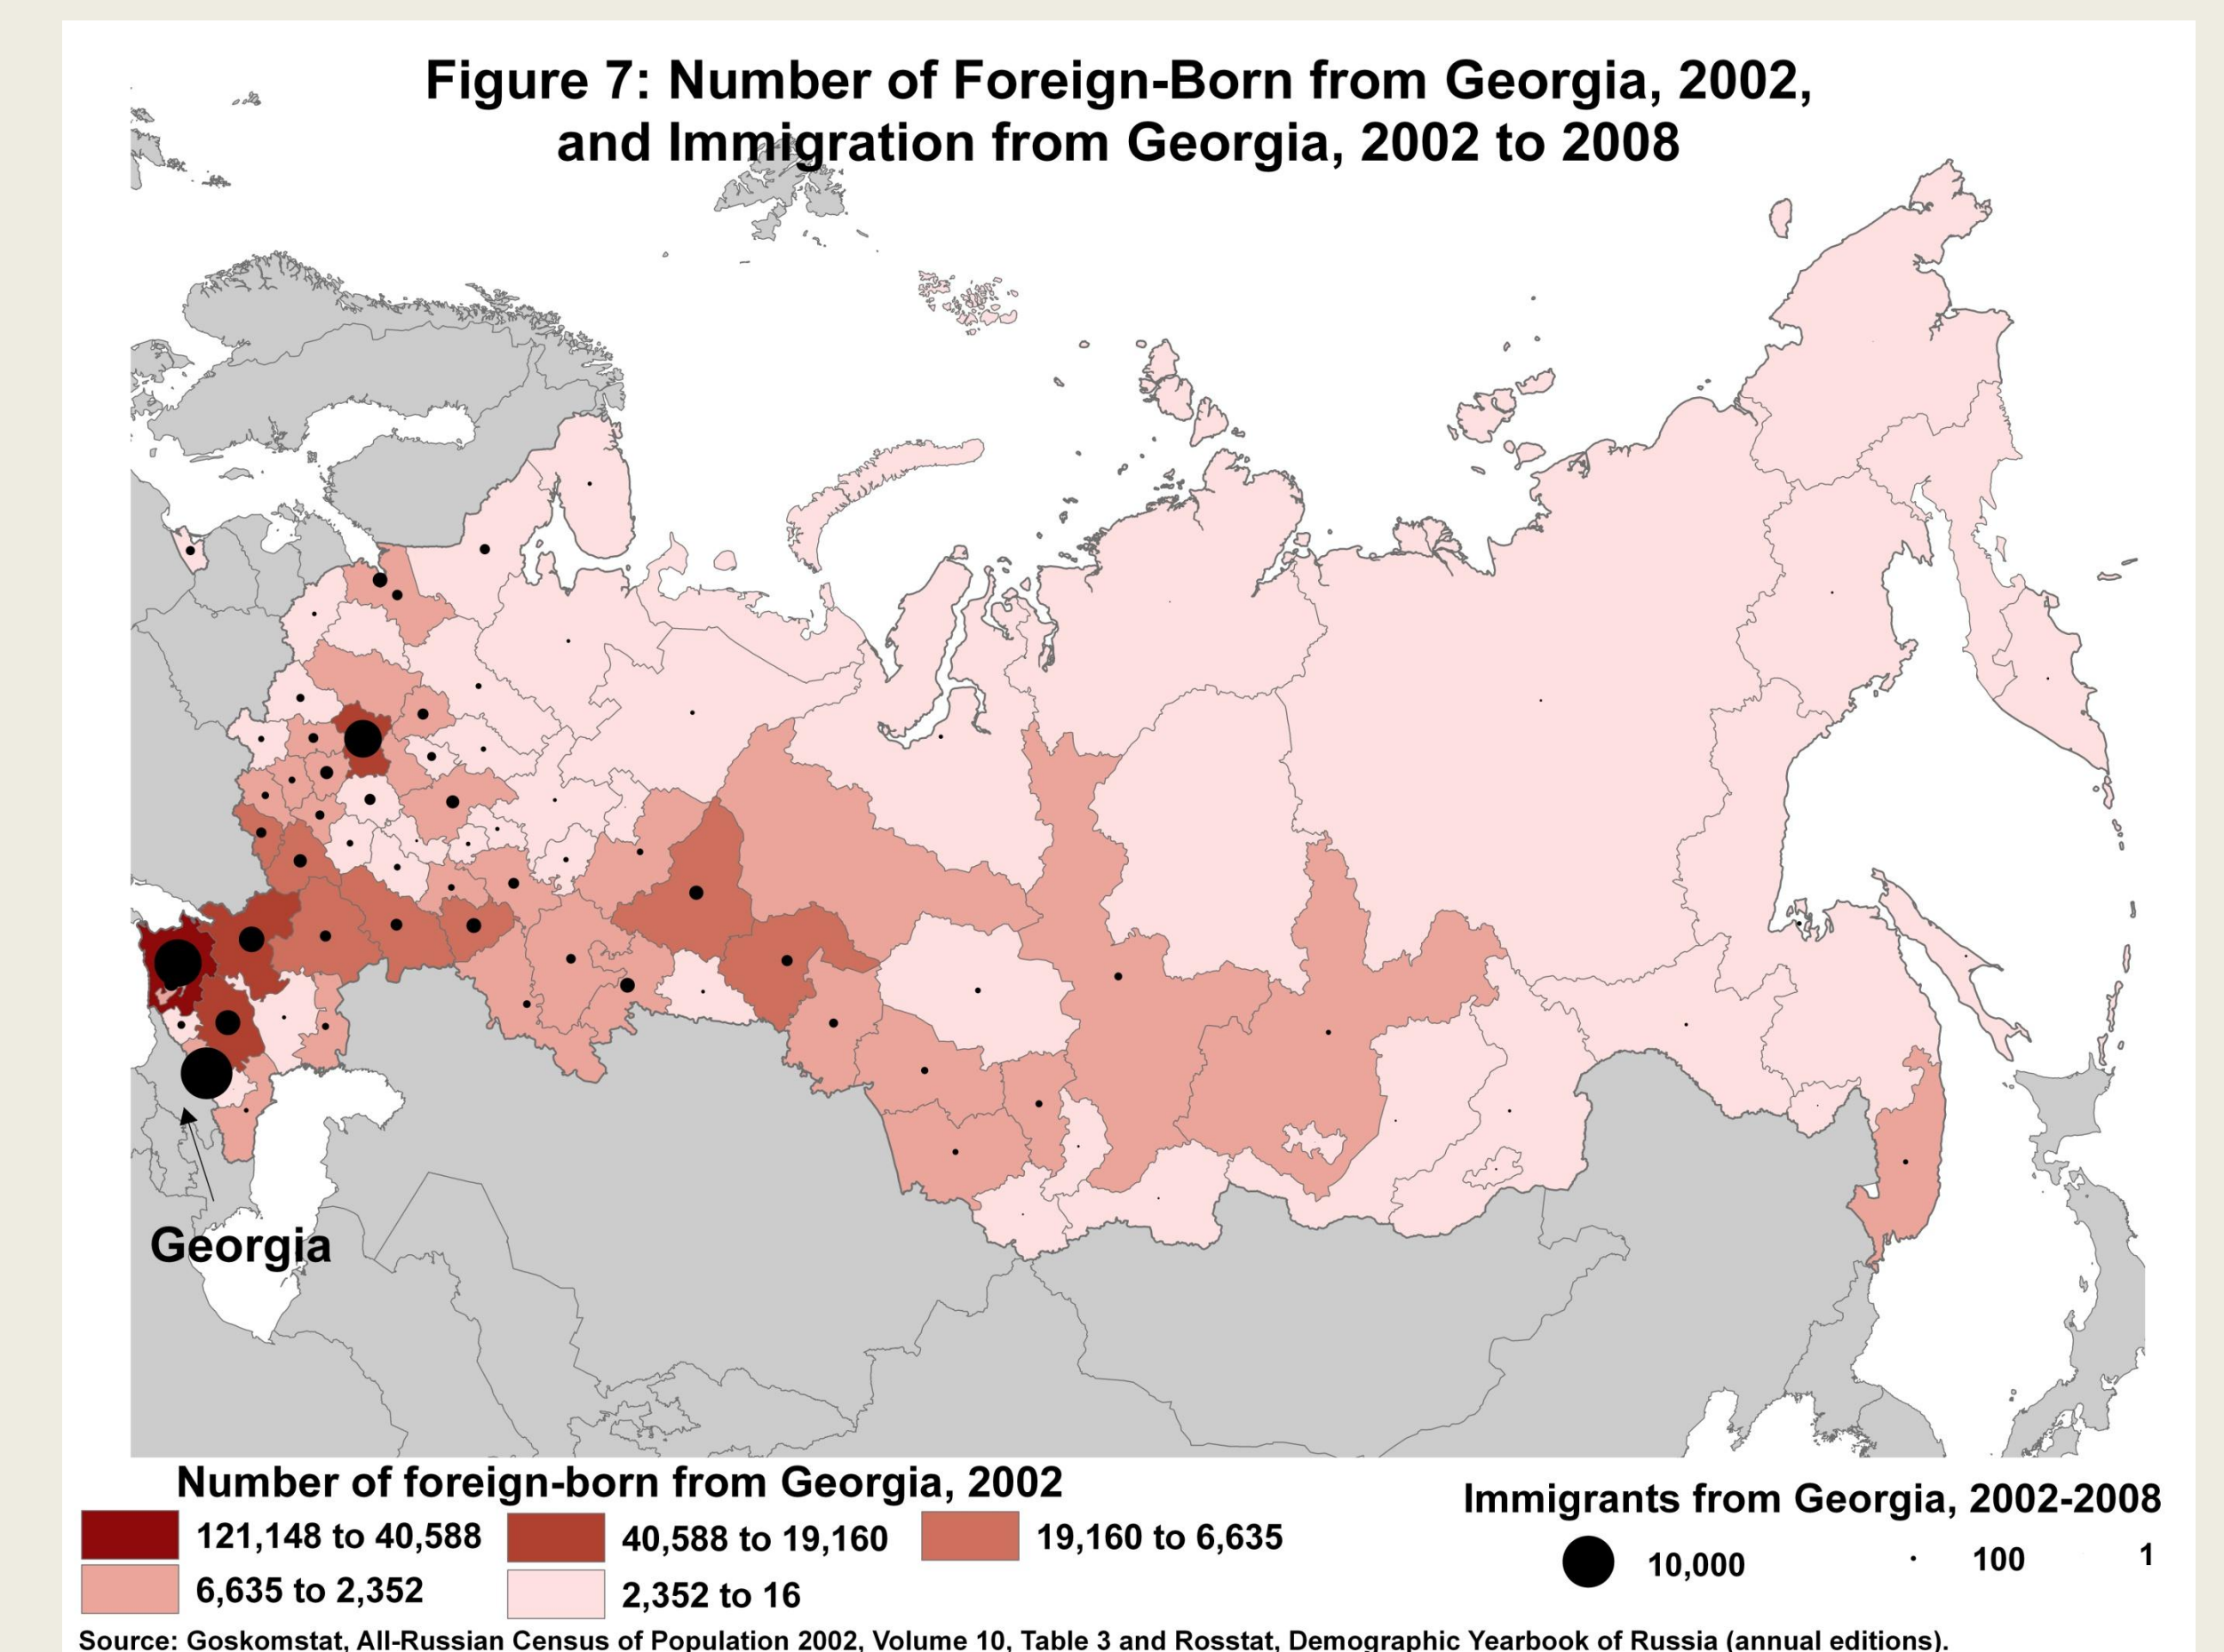 Figure 7: Number of Foreign-Born from Georgia, 2002,
and Immigration from Georgia, 2002 to 2008
Georgia
Number of foreign-born from Georgia, 2002
121,148 to 40,588
40,588 to 19,160
19,160 to 6,635
6,635 to 2,352
2,352 to 16
Immigrants from Georgia, 2002-2008
10,000
100
1
Source: Goskomstat, All-Russian Census of Population 2002, Volume 10, Table 3 and Rosstat, Demographic Yearbook of Russia (annual editions).